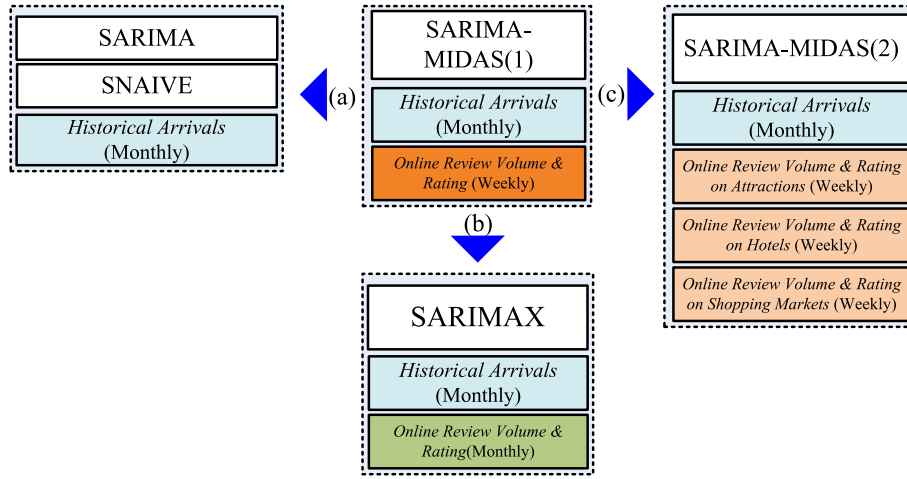 SARIMA
SNAIVE
Historical Arrivals
(Monthly)
(a)
SARIMA-
MIDAS(1)
Historical Arrivals
(Monthly)
Online Review Volume &
Rating (Weekly)
(c)
SARIMA-MIDAS(2)
Historical Arrivals
(Monthly)
Online Review Volume & Rating
on Attractions (Weekly)
Online Review Volume & Rating
on Hotels (Weekly)
Online Review Volume & Rating
on Shopping Markets (Weekly)
(b)
SARIMAX
Historical Arrivals
(Monthly)
Online Review Volume &
Rating(Monthly)